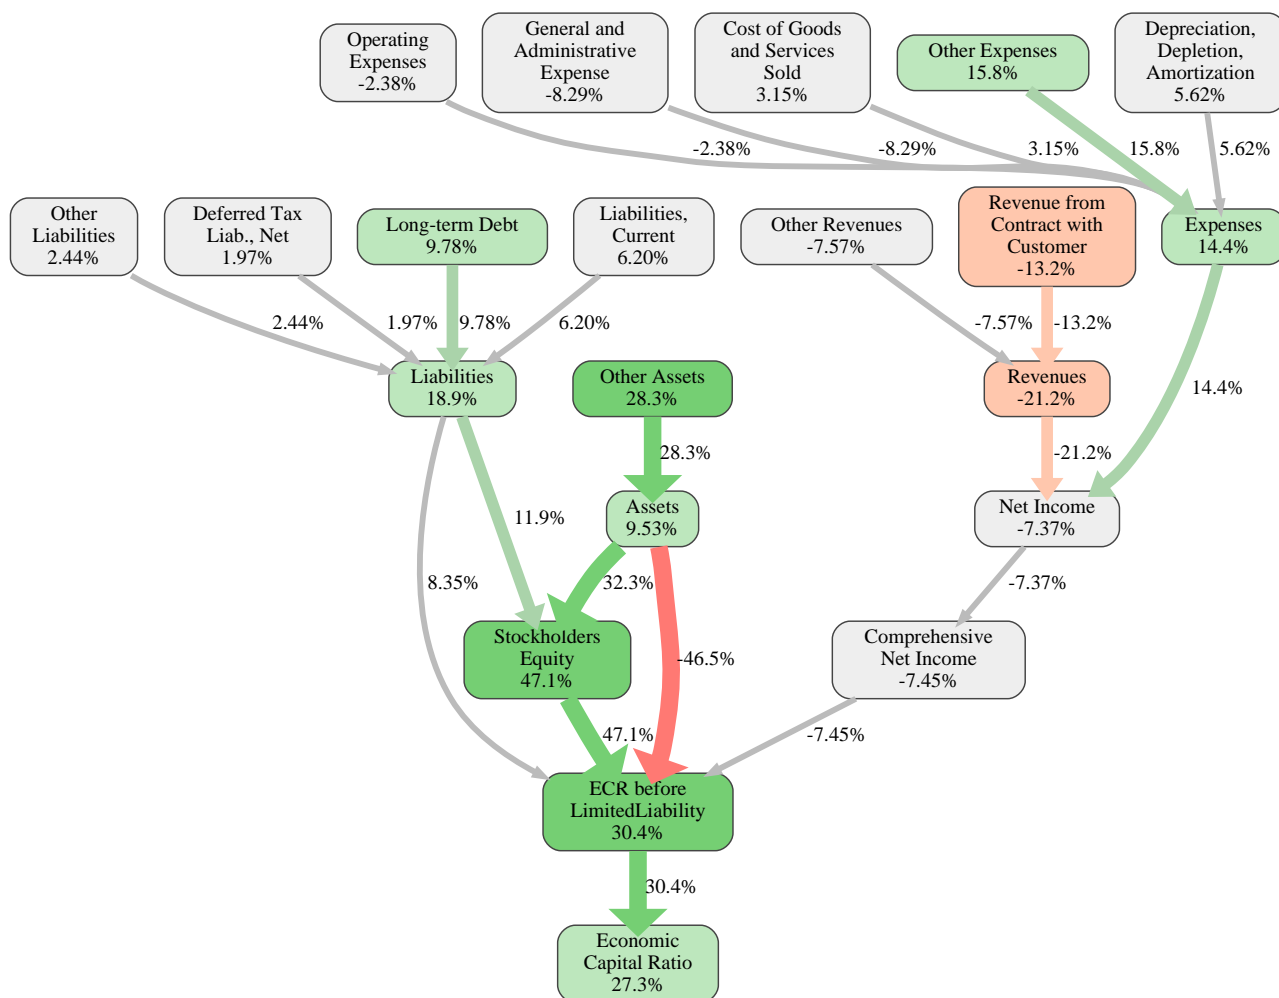 Operating
Expenses
-2.38%
General and
Administrative
Expense
-8.29%
Cost of Goods
and Services
Sold
3.15%
Other Expenses
15.8%
Depreciation,
Depletion,
Amortization
5.62%
-2.38%
-8.29%
3.15%
15.8%
5.62%
Other
Liabilities
2.44%
Deferred Tax
Liab., Net
1.97%
Long-term Debt
9.78%
Liabilities,
Current
6.20%
Other Revenues
-7.57%
Revenue from
Contract with
Customer
-13.2%
Expenses
14.4%
2.44%
1.97%
9.78%
6.20%
-7.57%
-13.2%
14.4%
Liabilities
18.9%
Other Assets
28.3%
Revenues
-21.2%
28.3%
-21.2%
11.9%
Assets
9.53%
Net Income
-7.37%
8.35%
32.3%
-46.5%
-7.37%
Stockholders
Equity
47.1%
Comprehensive
Net Income
-7.45%
47.1%
-7.45%
ECR before
LimitedLiability
30.4%
30.4%
Economic
Capital Ratio
27.3%